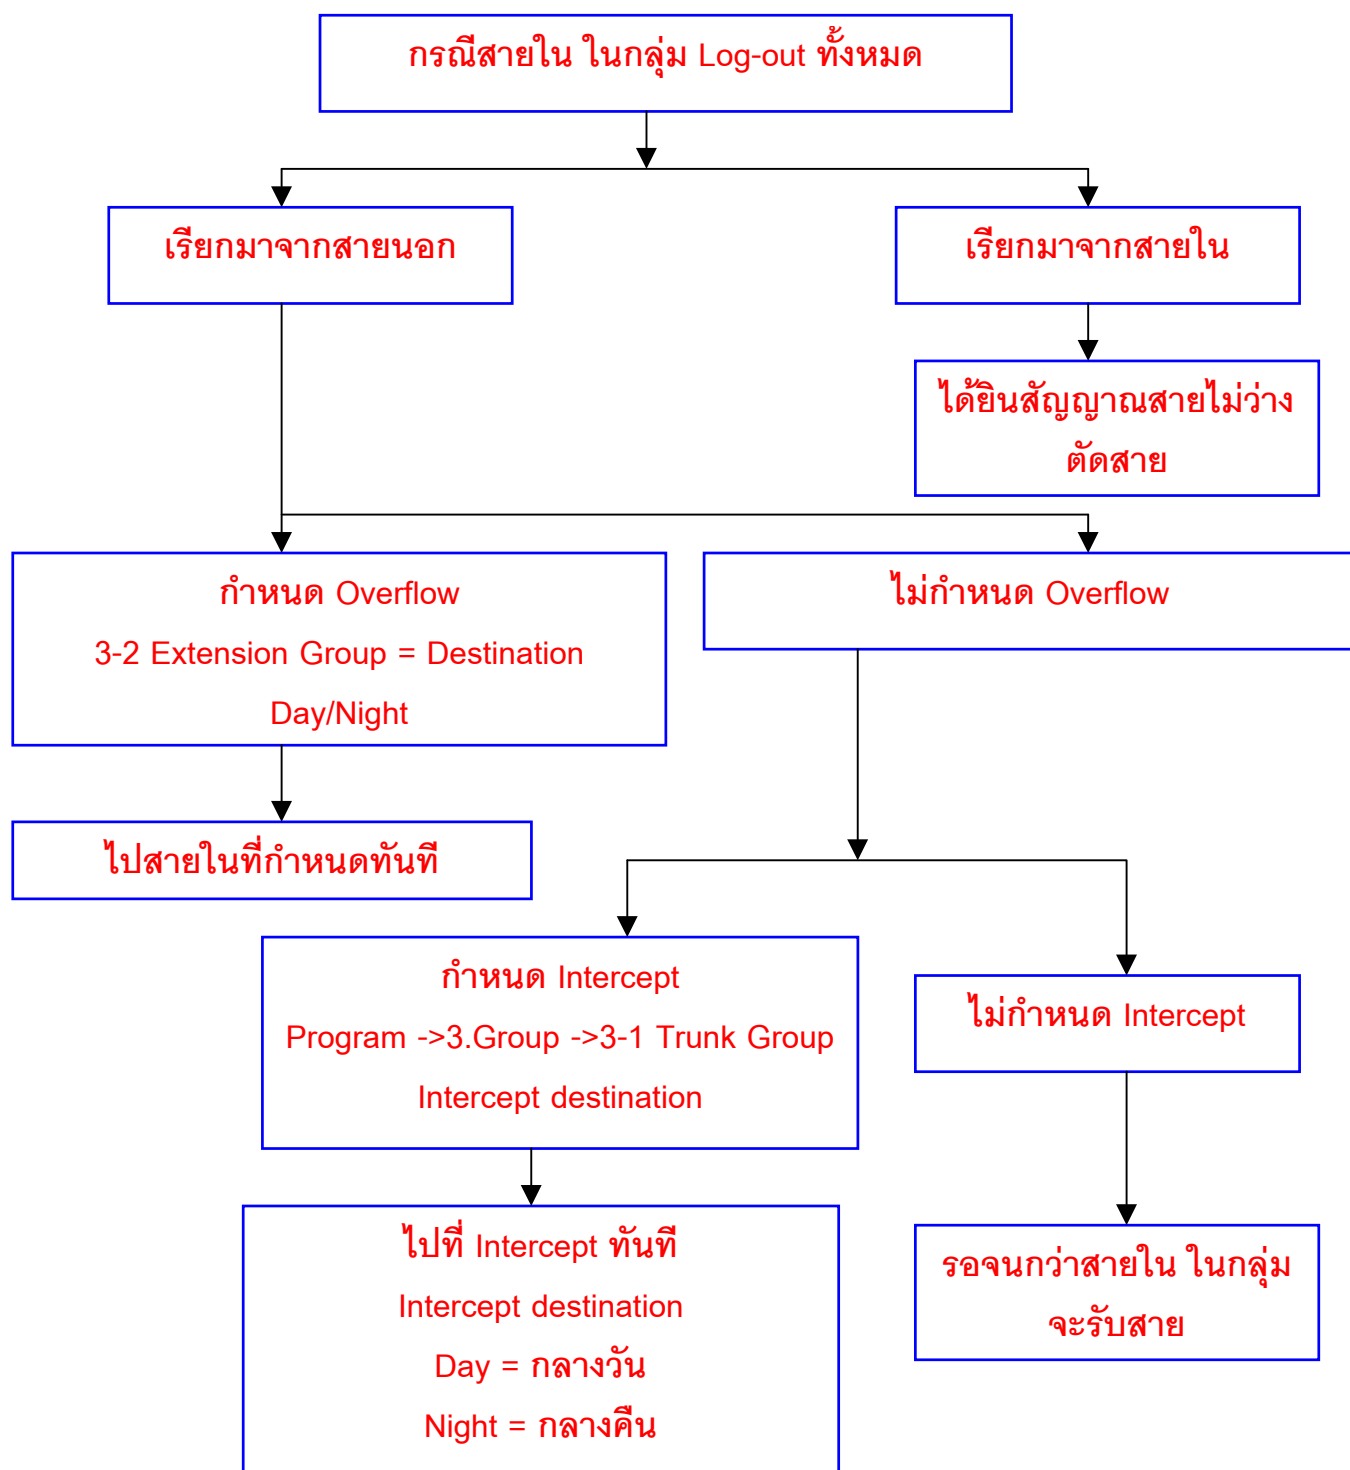 กรณีสายใน ในกลุ่ม Log-out ทั้งหมด
เรียกมาจากสายนอก
เรียกมาจากสายใน
ได้ยินสัญญาณสายไม่ว่าง
ตัดสาย
กำหนด Overflow
3-2 Extension Group = Destination
Day/Night
ไม่กำหนด Overflow
ไปสายในที่กำหนดทันที
กำหนด Intercept
Program ->3.Group ->3-1 Trunk Group
Intercept destination
ไม่กำหนด Intercept
ไปที่ Intercept ทันที
Intercept destination
Day = กลางวัน
Night = กลางคืน
รอจนกว่าสายใน ในกลุ่ม
จะรับสาย